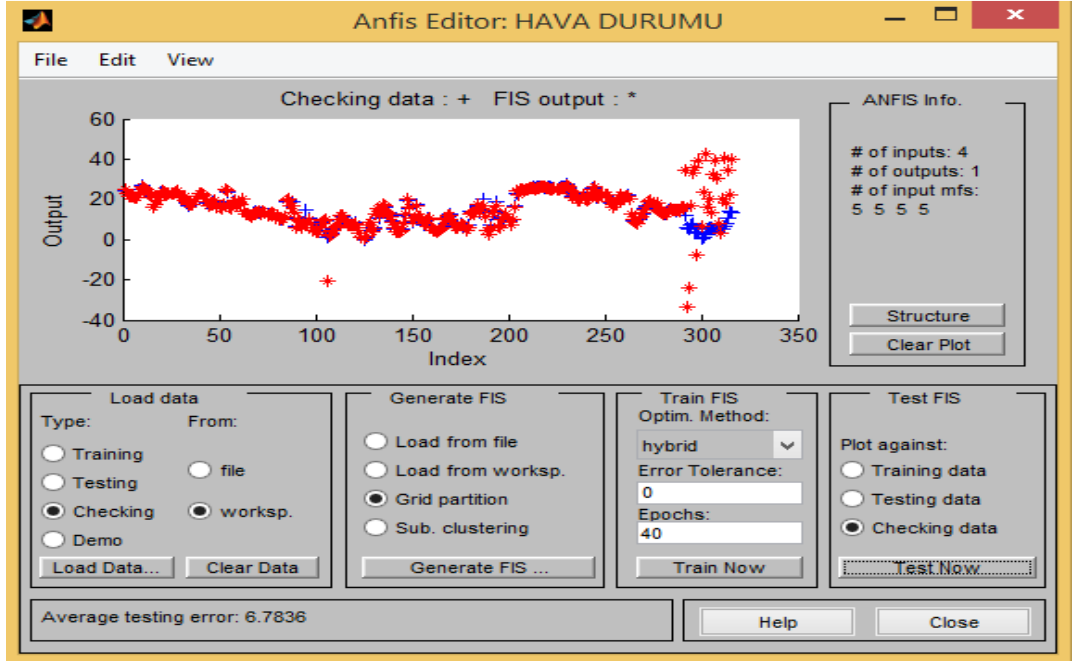 Anfis Editor: HAVA DURUMU
File Edit View
Checking data : + FIS output : *
60
40
20
0
-20
-40
Output
0 50 100 150 200 250 300 350
Index
ANFIS Info.
# of inputs: 4
# of outputs: 1
# of input mfs:
5 5 5 5
Structure
Clear Plot
Load data
Type: From:
Training
Testing
Checking
Demo
file
worksp.
Load Data... Clear Data
Generate FIS
Load from file
Load from worksp.
Grid partition
Sub. clustering
Generate FIS ...
Train FIS
Optim. Method:
hybrid
Error Tolerance:
0
Epochs:
40
Train Now
Test FIS
Plot against:
Training data
Testing data
Checking data
Test Now
Average testing error: 6.7836
Help Close